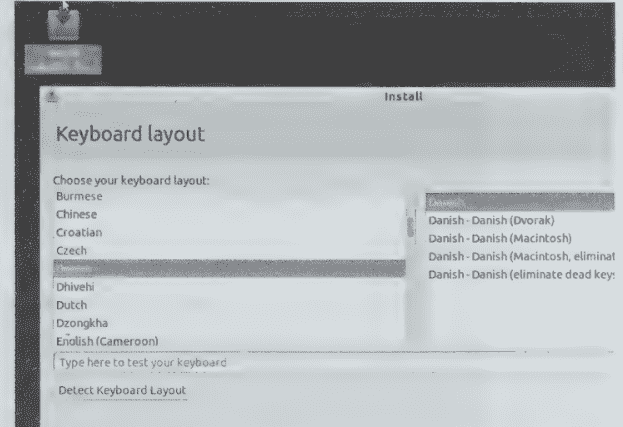 Install
Keyboard layout
Choose your keyboard layout:
Burmese
Chinese
Croatian
Czech
Dhivehi
Dutch
Dzongkha
English (Cameroon)
Danish - Danish (Dvorak)
Danish - Danish (Macintosh)
Danish - Danish (Macintosh, eliminat
Danish - Danish (eliminate dead key
Type here to test your keyboard
Detect Keyboard Layout